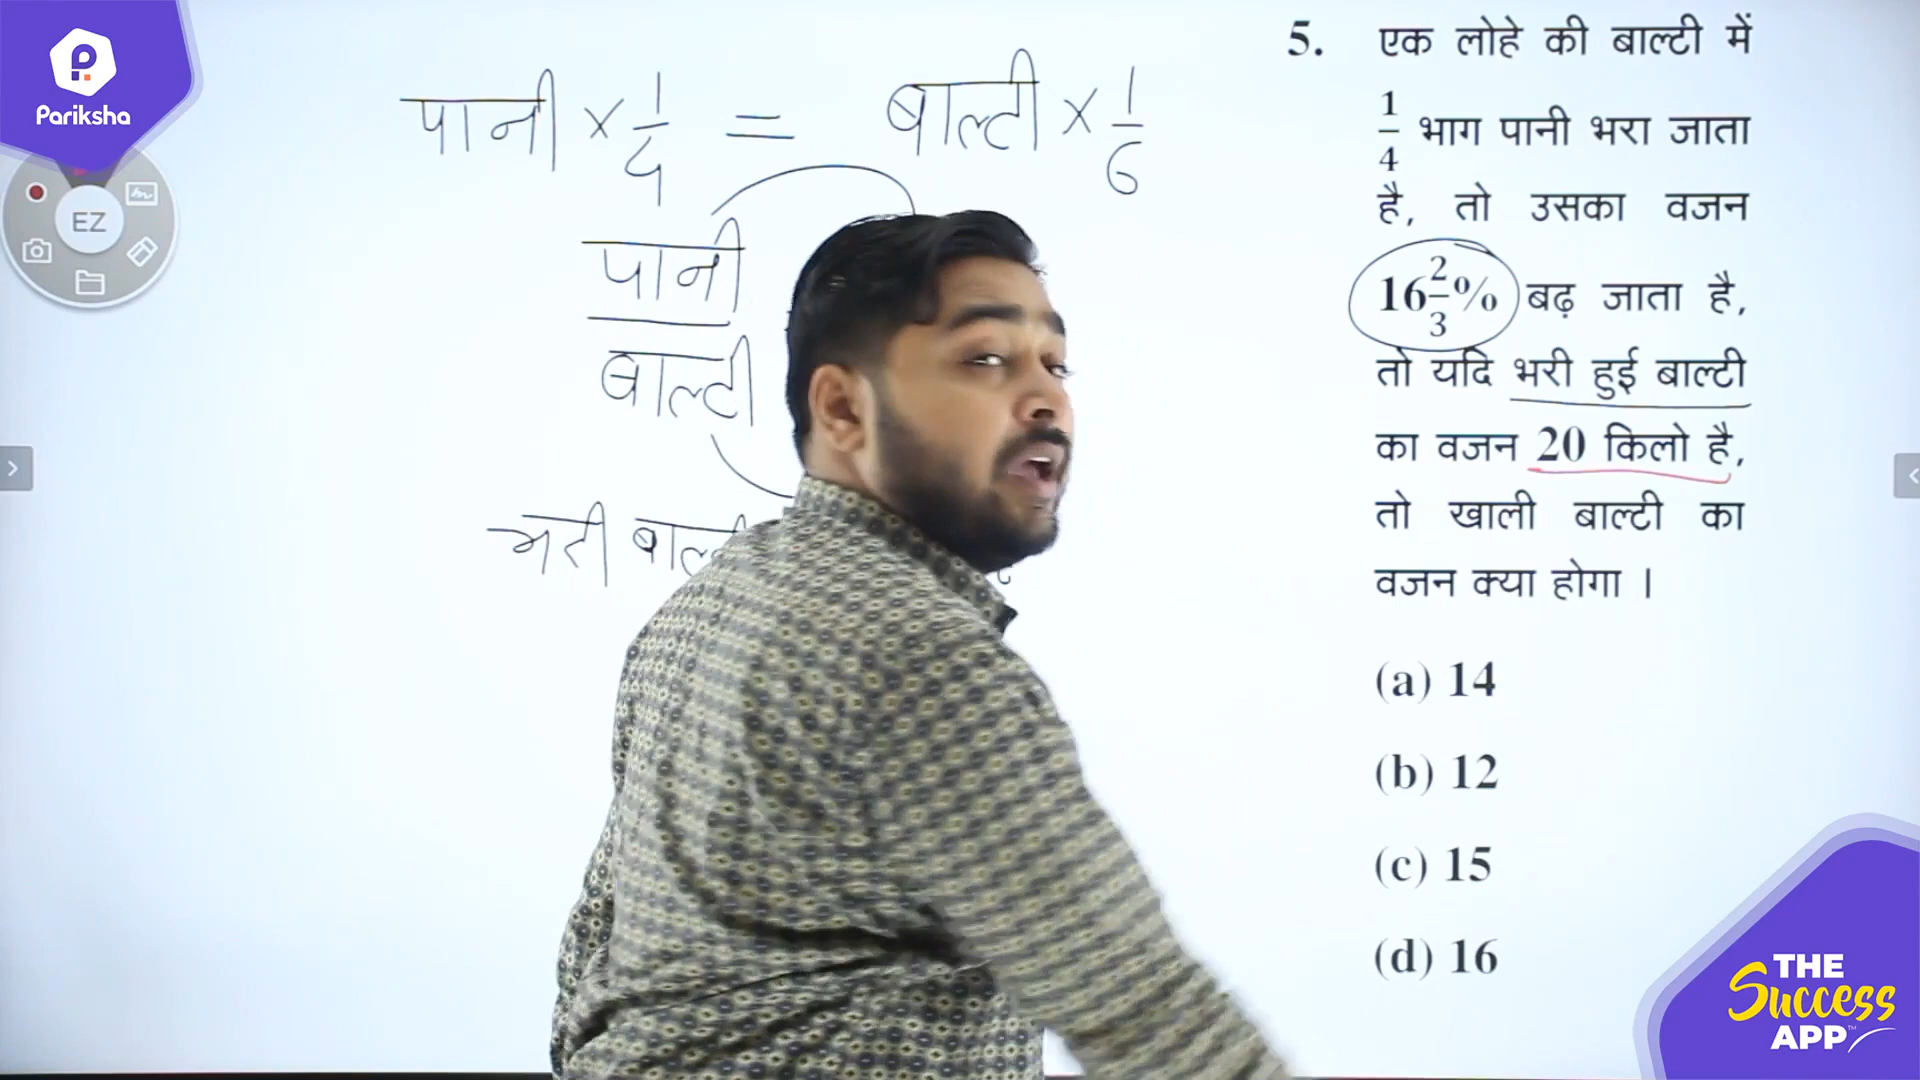 Pariksha
EZ
पानी × 1/4 = बाल्टी × 1/6
पानी
बाल्टी
भरी
5. एक लोहे की बाल्टी में
1/4 भाग पानी भरा जाता
है, तो उसका वजन
16 2/3% बढ़ जाता है,
तो यदि भरी हुई बाल्टी
का वजन 20 किलो है,
तो खाली बाल्टी का
वजन क्या होगा ।
(a) 14
(b) 12
(c) 15
(d) 16
THE
Success
APP™